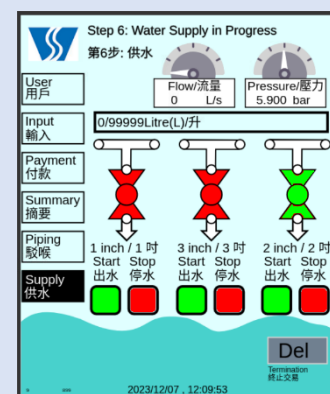 Step 6: Water Supply in Progress
第6步: 供水
User
用戶
Flow/流量
0 L/s
Pressure/壓力
5.900 bar
Input
輸入
0/99999Litre(L)/升
Payment
付款
Summary
摘要
Piping
駁喉
1 inch / 1 吋
Start Stop
出水 停水
3 inch / 3 吋
Start Stop
出水 停水
2 inch / 2 吋
Start Stop
出水 停水
Supply
供水
Del
Termination
終止交易
2023/12/07 , 12:09:53